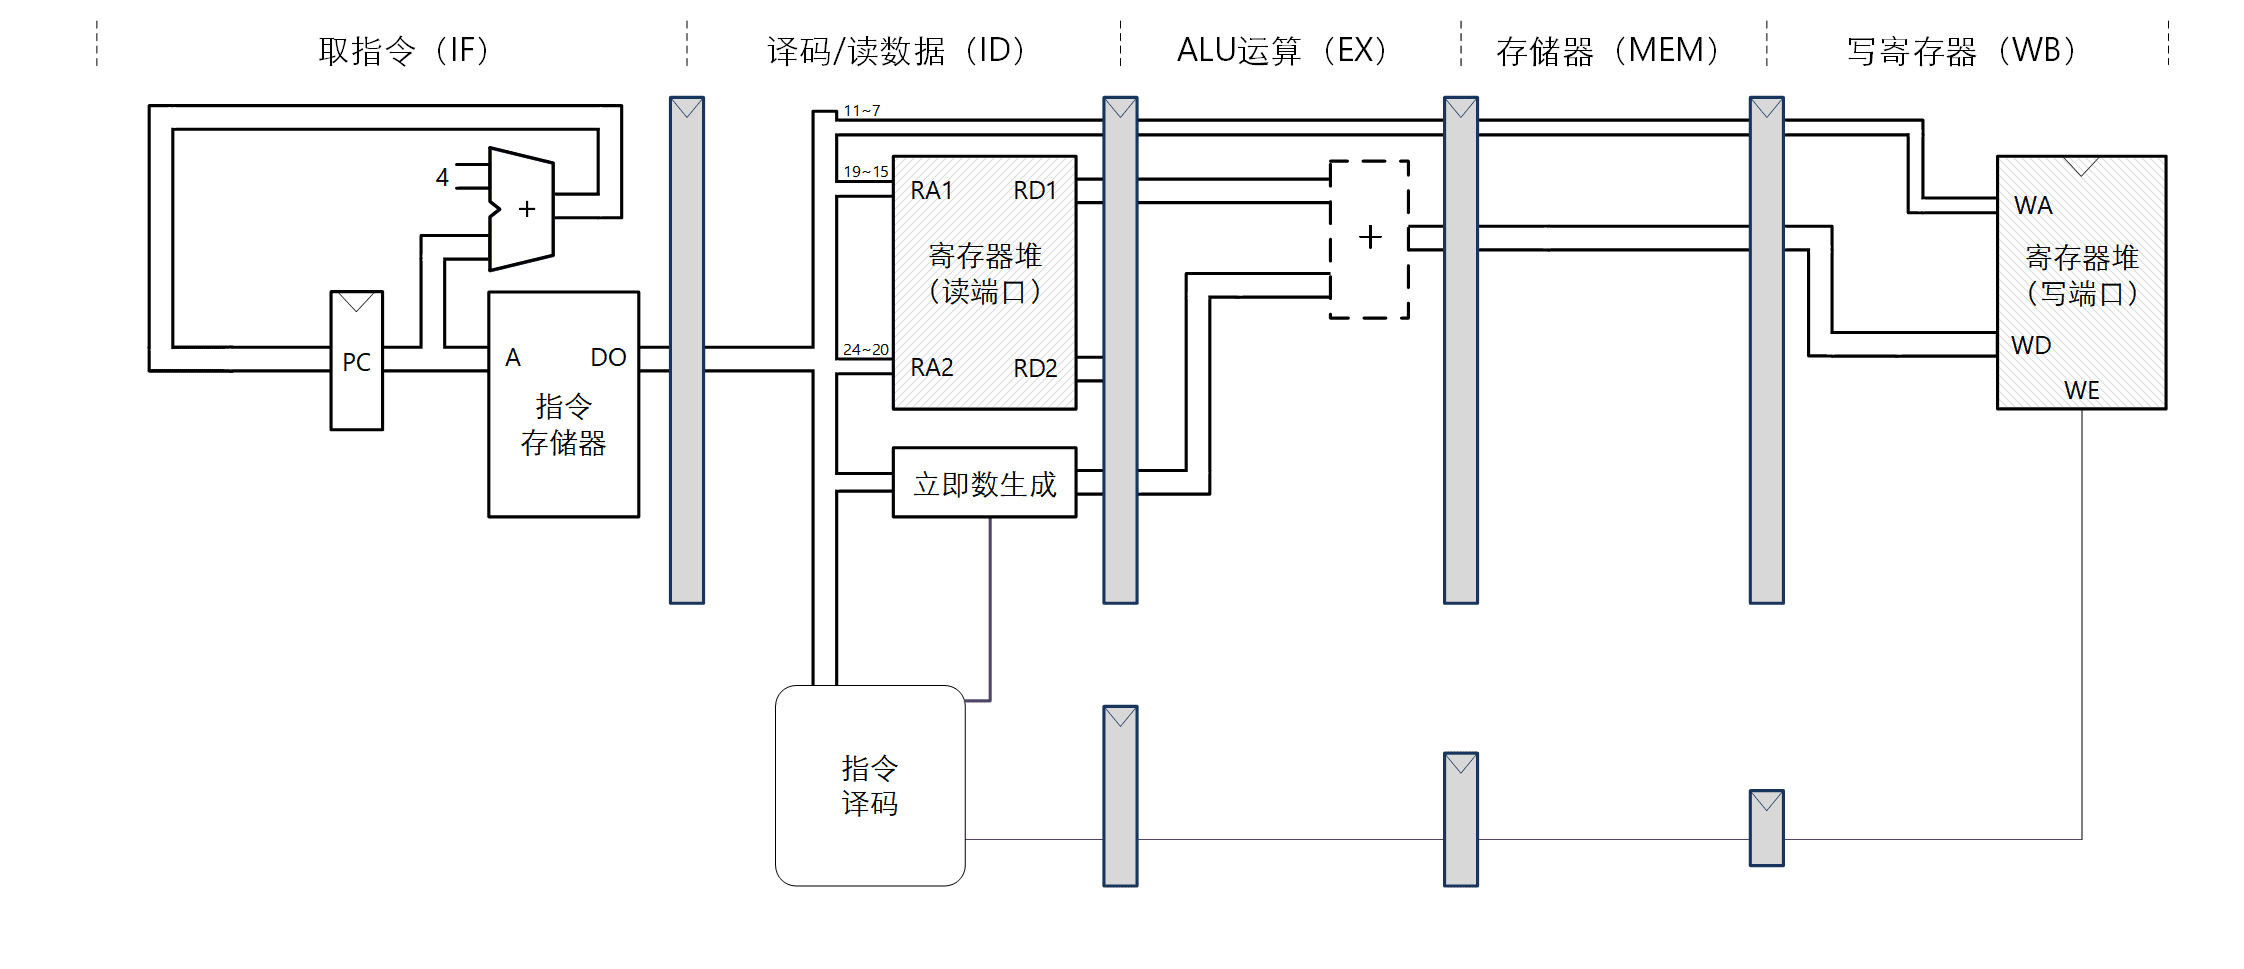 取指令（IF）
译码/读数据（ID）
ALU运算（EX）
存储器（MEM）
写寄存器（WB）
4
+
PC
A
DO
指令
存储器
11~7
19~15
24~20
RA1
RD1
寄存器堆
（读端口）
RA2
RD2
立即数生成
指令
译码
+
WA
寄存器堆
（写端口）
WD
WE